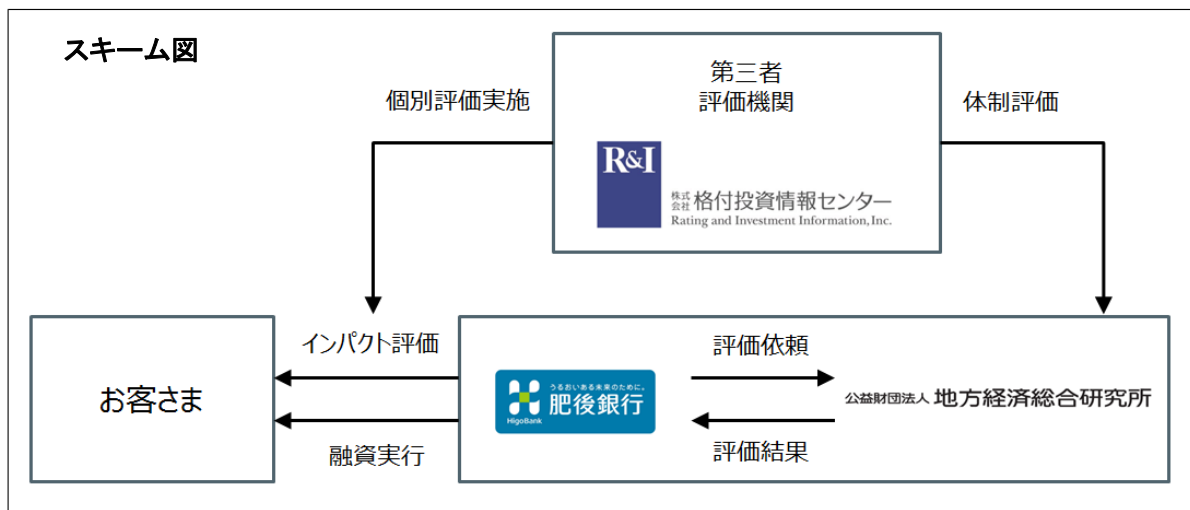 スキーム図
第三者
評価機関
個別評価実施
体制評価
R&I
株式
会社 格付投資情報センター
Rating and Investment Information, Inc.
インパクト評価
評価依頼
お客さま
うるおいある未来のために。
肥後銀行
HigoBank
公益財団法人 地方経済総合研究所
融資実行
評価結果